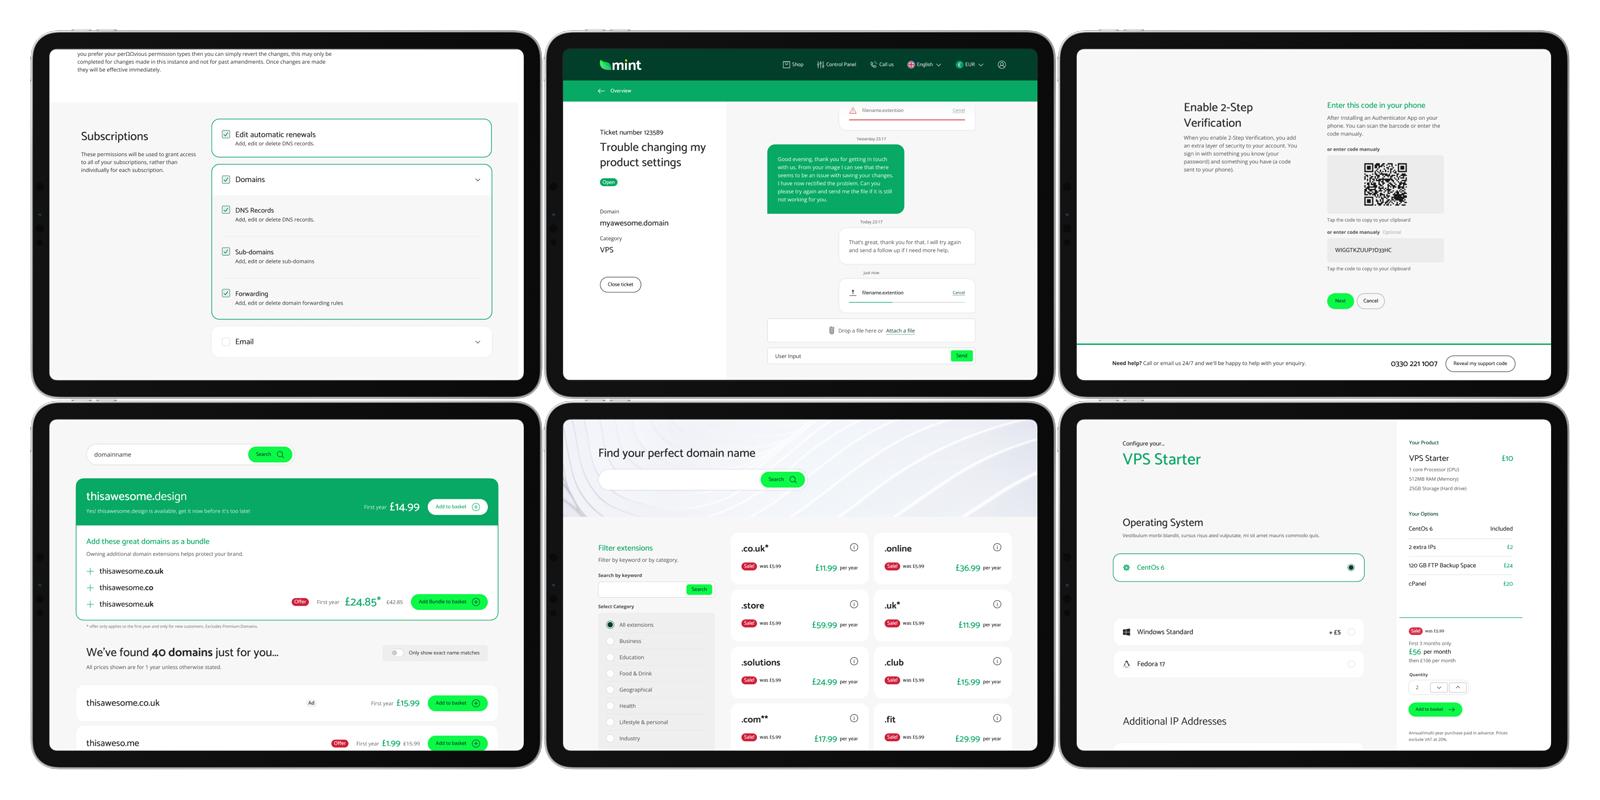 you prefer your per□□vious permission types then you can simply revert the changes, this may only be
completed for changes made in this instance and not for past amendments. Once changes are made
they will be effective immediately.
Subscriptions
These permissions will be used to grant access
to all of your subscriptions, rather than
individually for each subscription.
Edit automatic renewals
Add, edit or delete DNS records.
Domains
DNS Records
Add, edit or delete DNS records.
Sub-domains
Add, edit or delete sub-domains
Forwarding
Add, edit or delete domain forwarding rules
Email
mint
Shop
Control Panel
Call us
English
€ EUR
Overview
Ticket number 123589
Trouble changing my
product settings
Open
Domain
myawesome.domain
Category
VPS
Close ticket
filename.extention
Cancel
Yesterday 23:17
Good evening, thank you for getting in touch
with us. From your image I can see that there
seems to be an issue with saving your changes.
I have now rectified the problem. Can you
please try again and send me the file if it is still
not working for you.
Today 23:17
That's great, thank you for that, I will try again
and send a follow up if I need more help.
Just now
filename.extention
Cancel
Drop a file here or Attach a file
User Input
Send
Enable 2-Step
Verification
When you enable 2-Step Verification, you add
an extra layer of security to your account. You
sign in with something you know (your
password) and something you have (a code
sent to your phone).
Enter this code in your phone
After Installing an Authenticator App on your
phone. You can scan the barcode or enter the
code manualy.
or enter code manualy
Tap the code to copy to your clipboard
or enter code manualy Optional
WIGGTKZUUP7D33HC
Tap the code to copy to your clipboard
Next
Cancel
Need help? Call or email us 24/7 and we'll be happy to help with your enquiry.
0330 221 1007
Reveal my support code
domainname
Search
thisawesome.design
Yes! thisawesome.design is available, get it now before it's too late!
First year £14.99
Add to basket
Add these great domains as a bundle
Owning additional domain extensions helps protect your brand.
thisawesome.co.uk
thisawesome.co
thisawesome.uk
Offer
First year £24.85* £42.85
Add Bundle to basket
* offer only applies to the first year and only for new customers. Excludes Premium Domains.
We've found 40 domains just for you...
All prices shown are for 1 year unless otherwise stated.
Only show exact name matches
thisawesome.co.uk
Ad
First year £15.99
Add to basket
thisaweso.me
Offer
First year £1.99 £15.99
Add to basket
Find your perfect domain name
Search
Filter extensions
Filter by keyword or by category.
Search by keyword
Search
Select Category
All extensions
Business
Education
Food & Drink
Geographical
Health
Lifestyle & personal
Industry
.co.uk*
Sale! was £5.99
£11.99 per year
.online
Sale! was £5.99
£36.99 per year
.store
Sale! was £5.99
£59.99 per year
.uk*
Sale! was £5.99
£11.99 per year
.solutions
Sale! was £5.99
£24.99 per year
.club
Sale! was £5.99
£15.99 per year
.com**
Sale! was £5.99
£17.99 per year
.fit
Sale! was £5.99
£29.99 per year
Configure your...
VPS Starter
Operating System
Vestibulum morbi blandit, cursus risus ated vulputate, mi sit amet mauris commodo quis.
CentOs 6
Windows Standard
+ £5
Fedora 17
Additional IP Addresses
Your Product
VPS Starter
£10
1 core Processor (CPU)
512MB RAM (Memory)
25GB Storage (Hard drive)
Your Options
CentOs 6
Included
2 extra IPs
£2
120 GB FTP Backup Space
£24
cPanel
£20
Sale! was £5.99
First 3 months only
£56 per month
then £106 per month
Quantity
2
Add to basket
Annual/multi-year purchase paid in advance. Prices
exclude VAT at 20%.